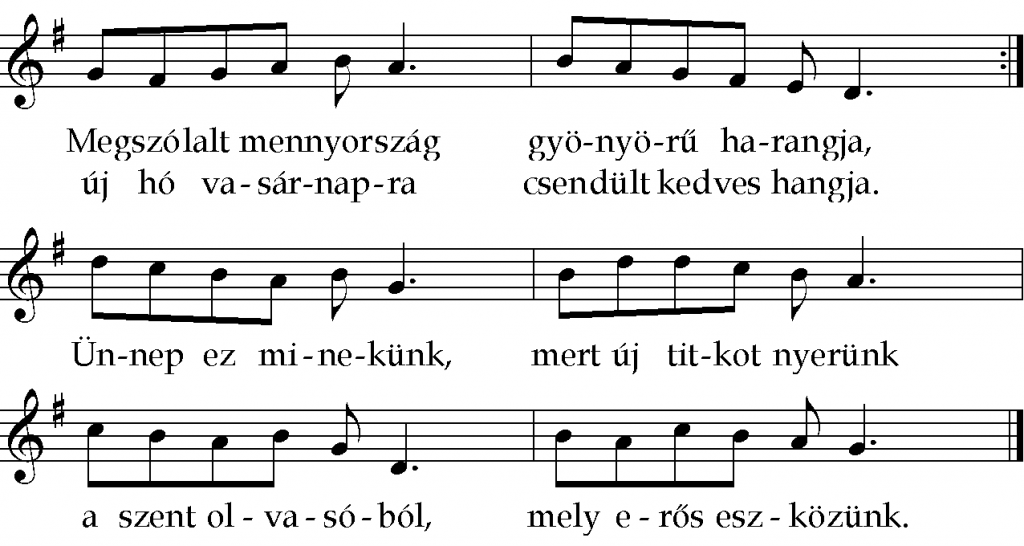 Megszólalt mennyország gyö-nyö-rű ha-rangja,
új hó va-sár-nap-ra csendült kedves hangja.
Ün-nep ez mi-ne-künk, mert új tit-kot nyerünk
a szent ol-va-só-ból, mely e-rős esz-közünk.